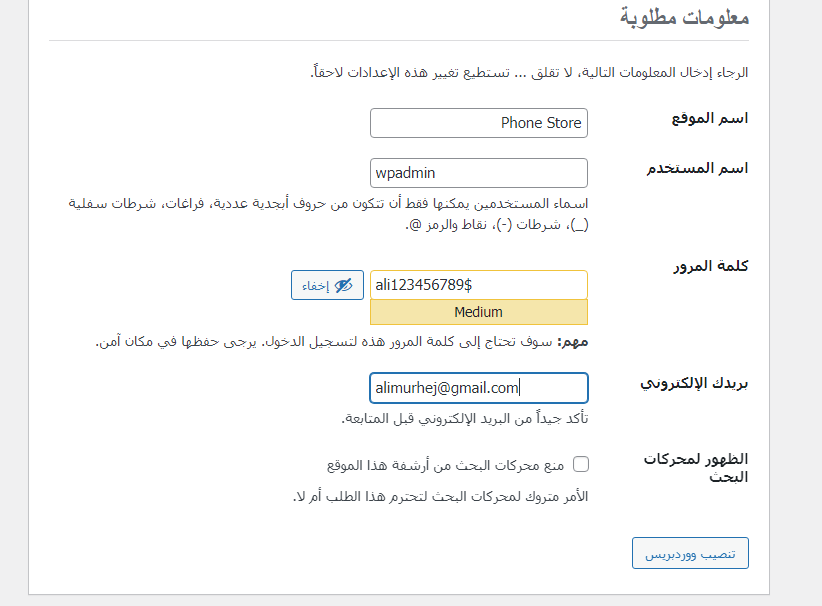 معلومات مطلوبة
الرجاء إدخال المعلومات التالية، لا تقلق ... تستطيع تغيير هذه الإعدادات لاحقاً.
اسم الموقع
Phone Store
اسم المستخدم
wpadmin
اسماء المستخدمين يمكنها فقط أن تتكون من حروف أبجدية عددية، فراغات، شرطات سفلية
(_)، شرطات (-)، نقاط والرمز @.
كلمة المرور
ali123456789$
إخفاء
Medium
مهم: سوف تحتاج إلى كلمة المرور هذه لتسجيل الدخول. يرجى حفظها في مكان آمن.
بريدك الإلكتروني
alimurhej@gmail.com
تأكد جيداً من البريد الإلكتروني قبل المتابعة.
الظهور لمحركات
البحث
منع محركات البحث من أرشفة هذا الموقع
الأمر متروك لمحركات البحث لتحترم هذا الطلب أم لا.
تنصيب ووردبريس